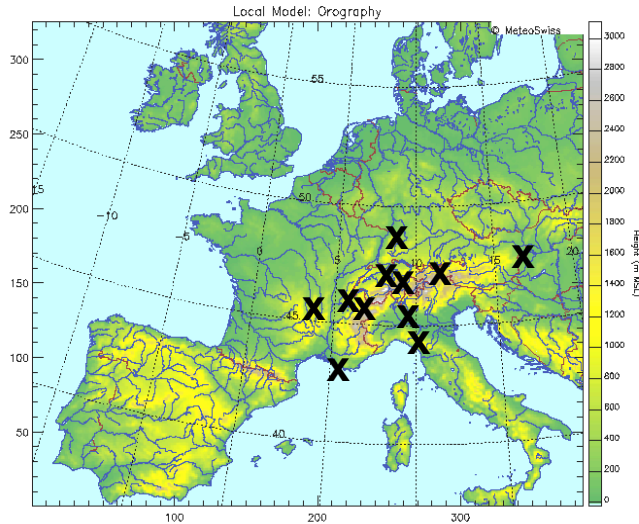 Local Model: Orography
© MeteoSwiss
300
250
200
150
100
50
100
200
300
15
−10
−5
0
5
10
15
20
55
50
45
40
3000
2800
2600
2400
2200
2000
1800
1600
1400
1200
1000
800
600
400
200
0
Height (m MSL)
X
X
X
X
X
X
X
X
X
X
X